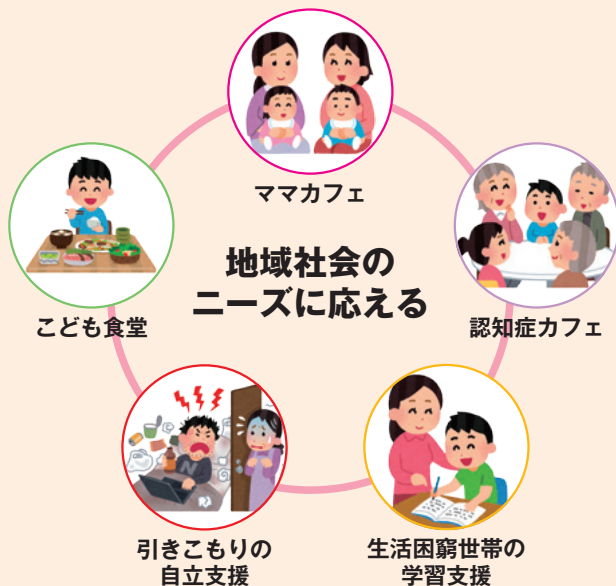 ママカフェ
地域社会の
ニーズに応える
こども食堂
認知症カフェ
引きこもりの
自立支援
生活困窮世帯の
学習支援